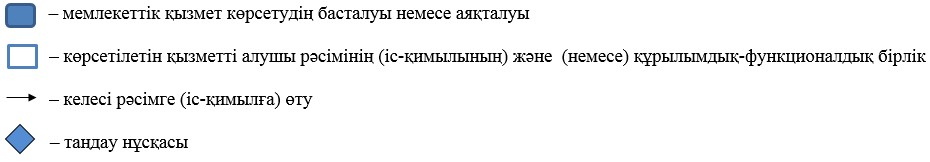 – мемлекеттік қызмет көрсетудің басталуы немесе аяқталуы
– көрсетілетін қызметті алушы рәсімінің (іс-қимылының) және (немесе) құрылымдық-функционалдық бірлік
– келесі рәсімге (іс-қимылға) өту
– таңдау нұсқасы